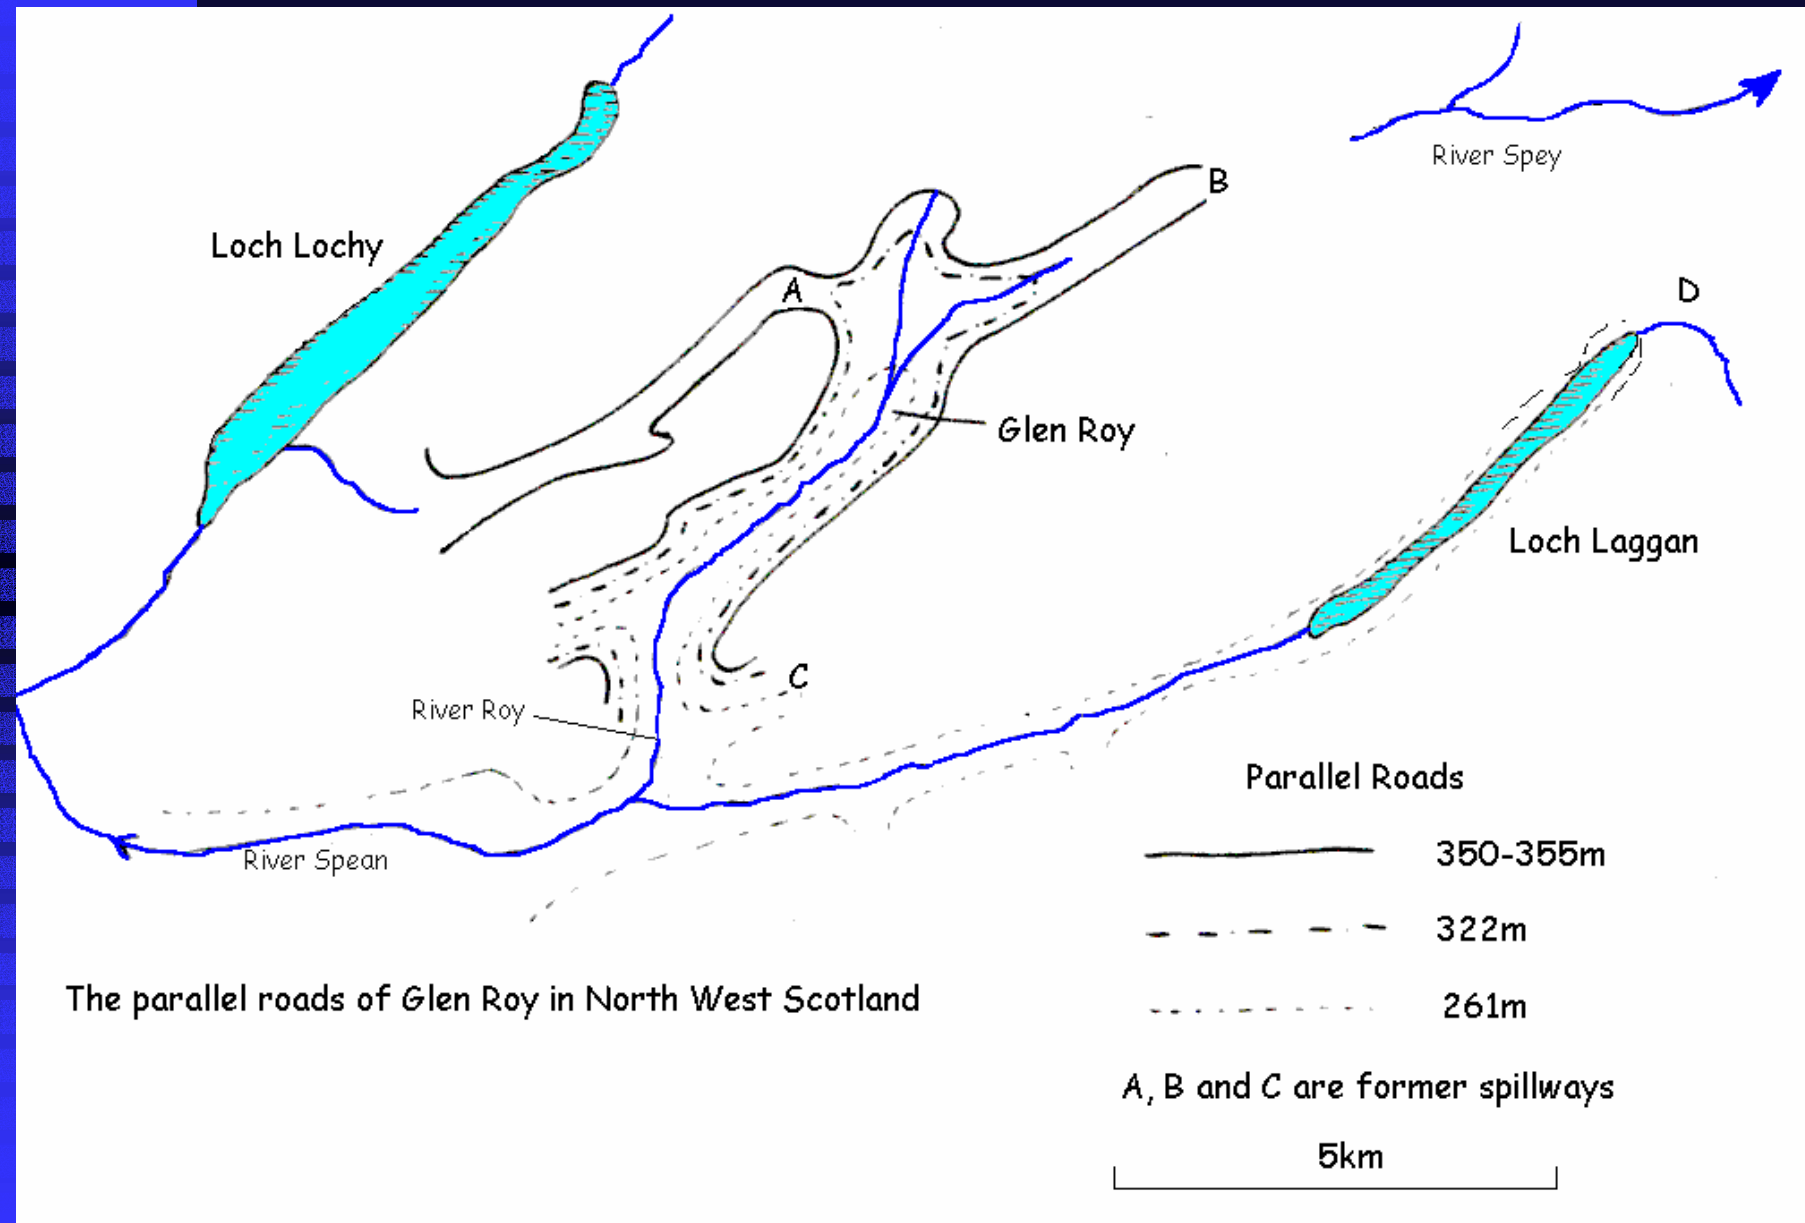 River Spey
B
Loch Lochy
A
D
Glen Roy
Loch Laggan
C
River Roy
River Spean
Parallel Roads
350-355m
322m
261m
The parallel roads of Glen Roy in North West Scotland
A, B and C are former spillways
5km